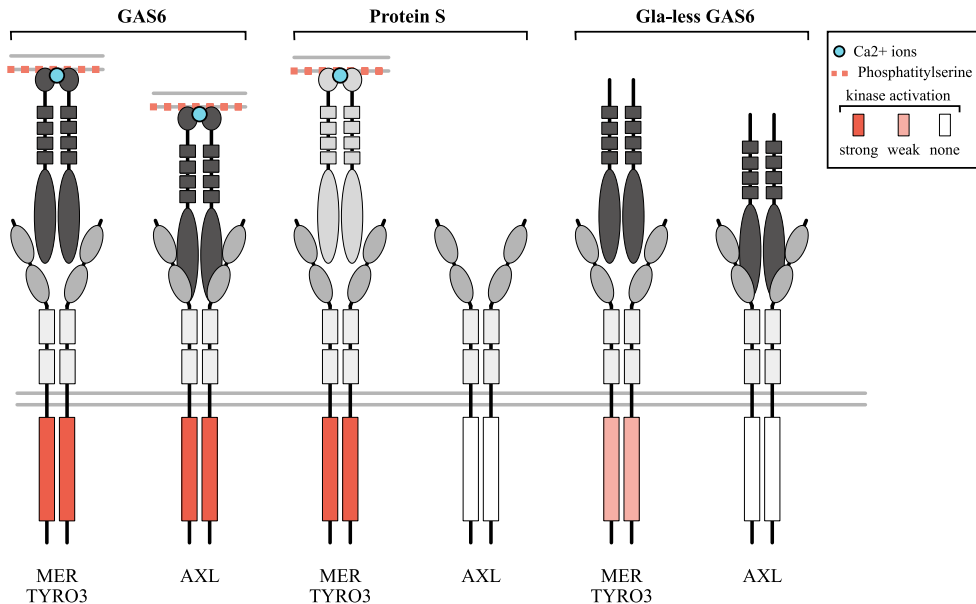 GAS6
Protein S
Gla-less GAS6
Ca2+ ions
Phosphatitylserine
kinase activation
strong weak none
MER
TYRO3
AXL
MER
TYRO3
AXL
MER
TYRO3
AXL